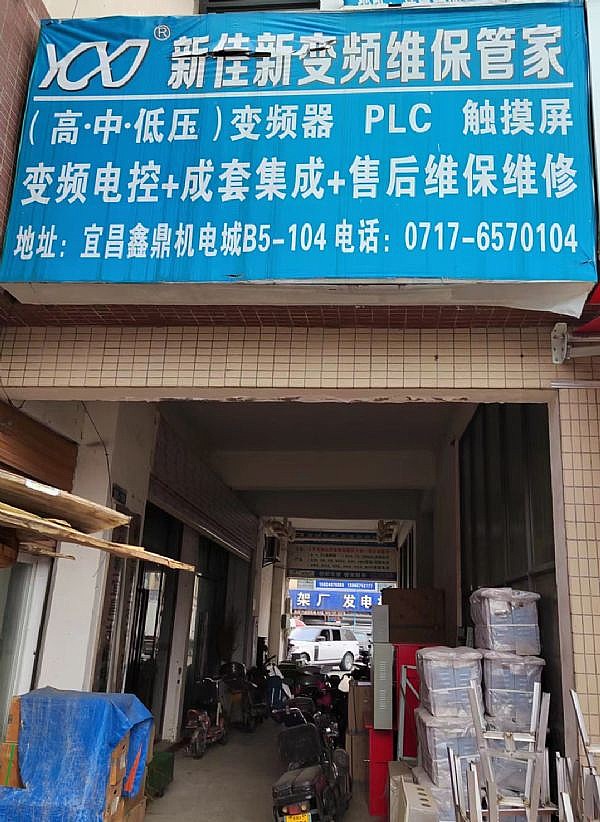 YXJ® 新佳新变频维保管家
(高·中·低压)变频器 PLC 触摸屏
变频电控+成套集成+售后维保维修
地址：宜昌鑫鼎机电城B5-104 电话：0717-6570104
架厂 发电